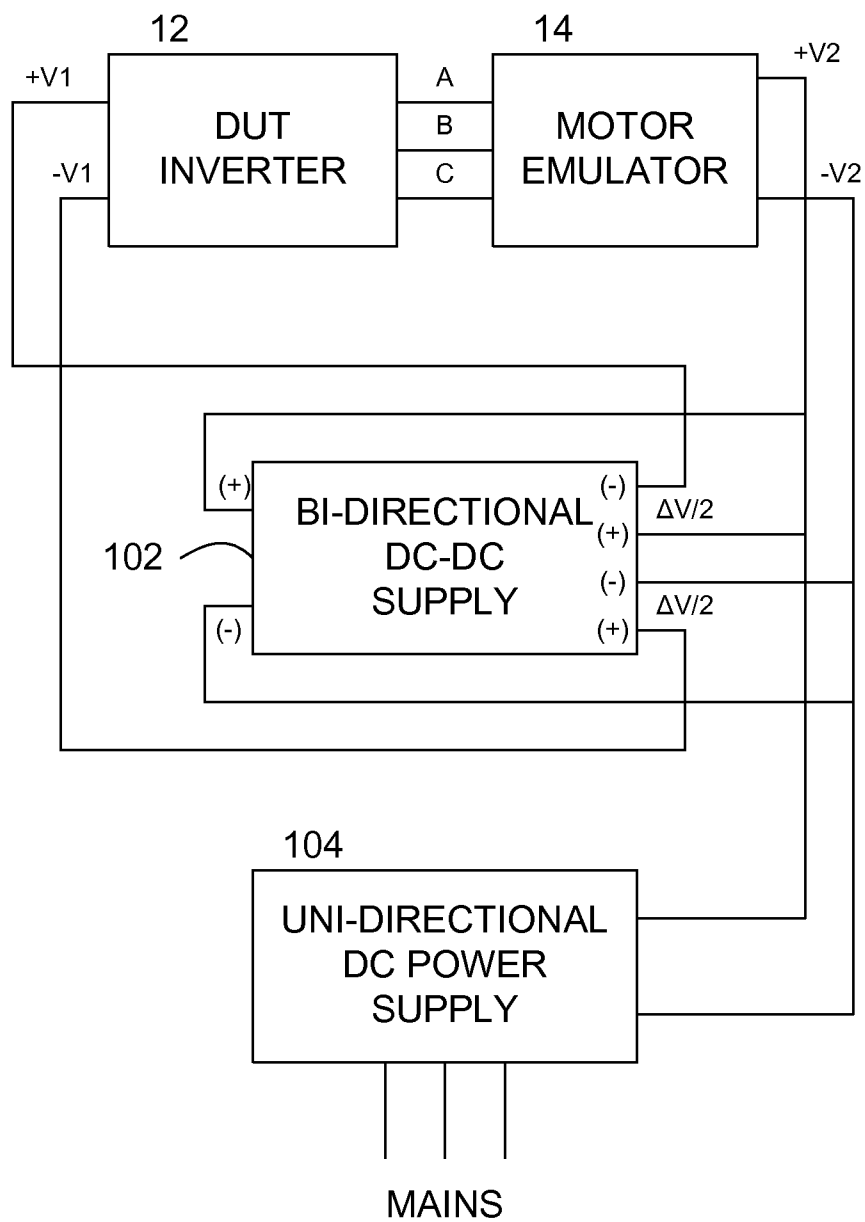 12
14
+V1
-V1
DUT
INVERTER
A
B
C
MOTOR
EMULATOR
+V2
-V2
102
(+)
(-)
BI-DIRECTIONAL
DC-DC
SUPPLY
(-)
(+)
(-)
(+)
ΔV/2
ΔV/2
104
UNI-DIRECTIONAL
DC POWER
SUPPLY
MAINS